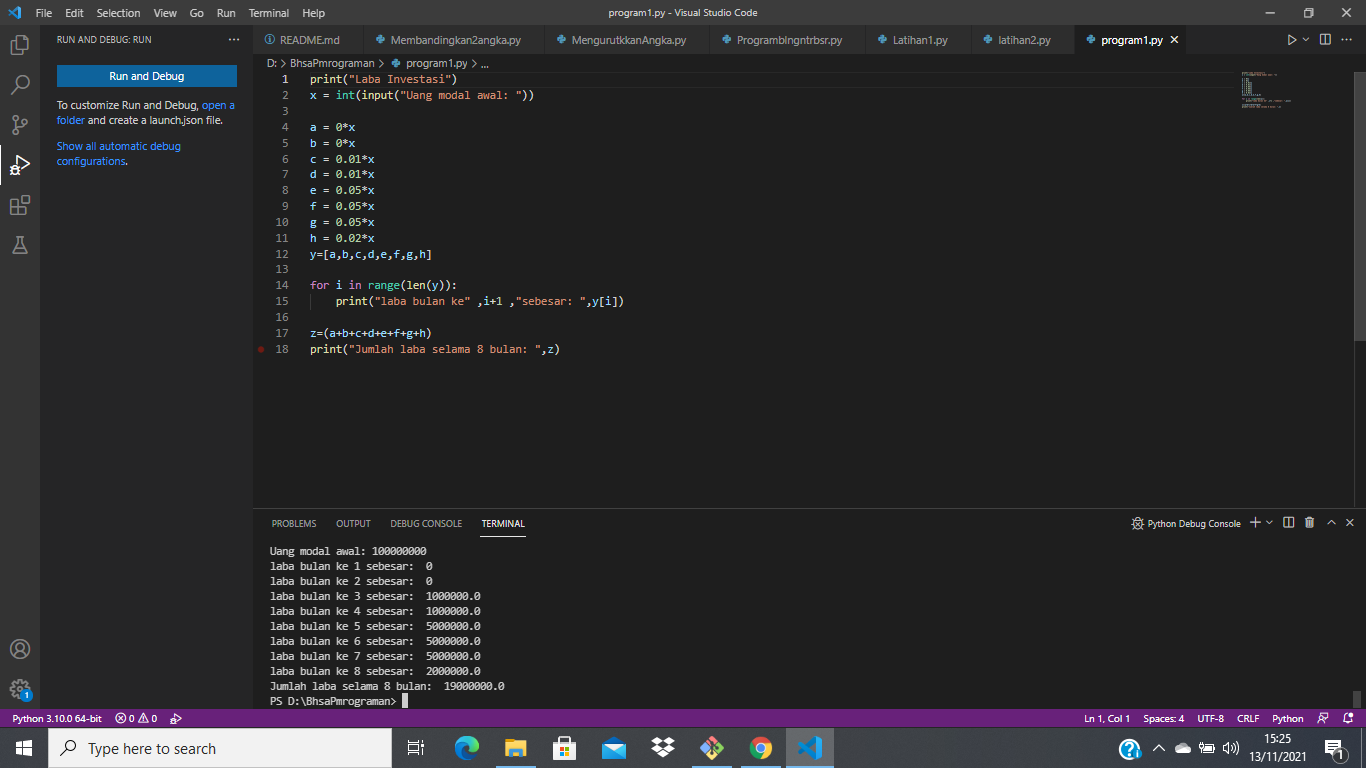 File Edit Selection View Go Run Terminal Help program1.py - Visual Studio Code
RUN AND DEBUG: RUN ...
Run and Debug
To customize Run and Debug, open a
folder and create a launch.json file.
Show all automatic debug
configurations.
README.md Membandingkan2angka.py MengurutkkanAngka.py Programblngntrbsr.py Latihan1.py latihan2.py program1.py
D: > BhsaPmrograman > program1.py > ...
1 print("Laba Investasi")
2 x = int(input("Uang modal awal: "))
3
4 a = 0*x
5 b = 0*x
6 c = 0.01*x
7 d = 0.01*x
8 e = 0.05*x
9 f = 0.05*x
10 g = 0.05*x
11 h = 0.02*x
12 y=[a,b,c,d,e,f,g,h]
13
14 for i in range(len(y)):
15 print("laba bulan ke" ,i+1 ,"sebesar: ",y[i])
16
17 z=(a+b+c+d+e+f+g+h)
18 print("Jumlah laba selama 8 bulan: ",z)
PROBLEMS OUTPUT DEBUG CONSOLE TERMINAL Python Debug Console
Uang modal awal: 100000000
laba bulan ke 1 sebesar:  0
laba bulan ke 2 sebesar:  0
laba bulan ke 3 sebesar:  1000000.0
laba bulan ke 4 sebesar:  1000000.0
laba bulan ke 5 sebesar:  5000000.0
laba bulan ke 6 sebesar:  5000000.0
laba bulan ke 7 sebesar:  5000000.0
laba bulan ke 8 sebesar:  2000000.0
Jumlah laba selama 8 bulan:  19000000.0
PS D:\BhsaPmrograman>
1
Python 3.10.0 64-bit 0 0 Ln 1, Col 1 Spaces: 4 UTF-8 CRLF Python
Type here to search
15:25
13/11/2021
1